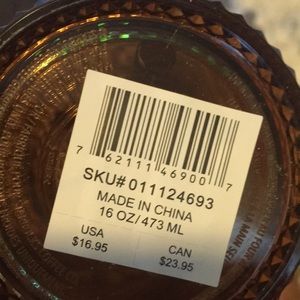 7 62111 46900 7
SKU# 011124693
MADE IN CHINA
16 OZ/ 473 ML
USA CAN
$16.95 $23.95